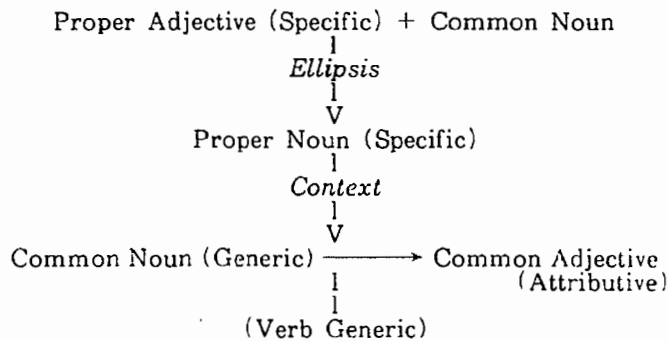 Proper Adjective (Specific) + Common Noun
Ellipsis
V
Proper Noun (Specific)
Context
V
Common Noun (Generic) ⟶ Common Adjective
(Attributive)
(Verb Generic)